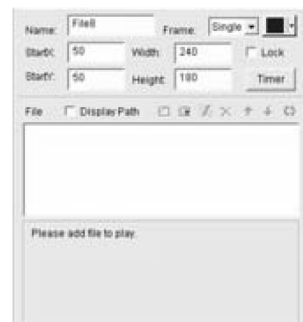 Name: File8 Frame: Single
StartX: 50 Width: 240 Lock
StartY: 50 Height: 180 Timer
File Display Path
Please add file to play.